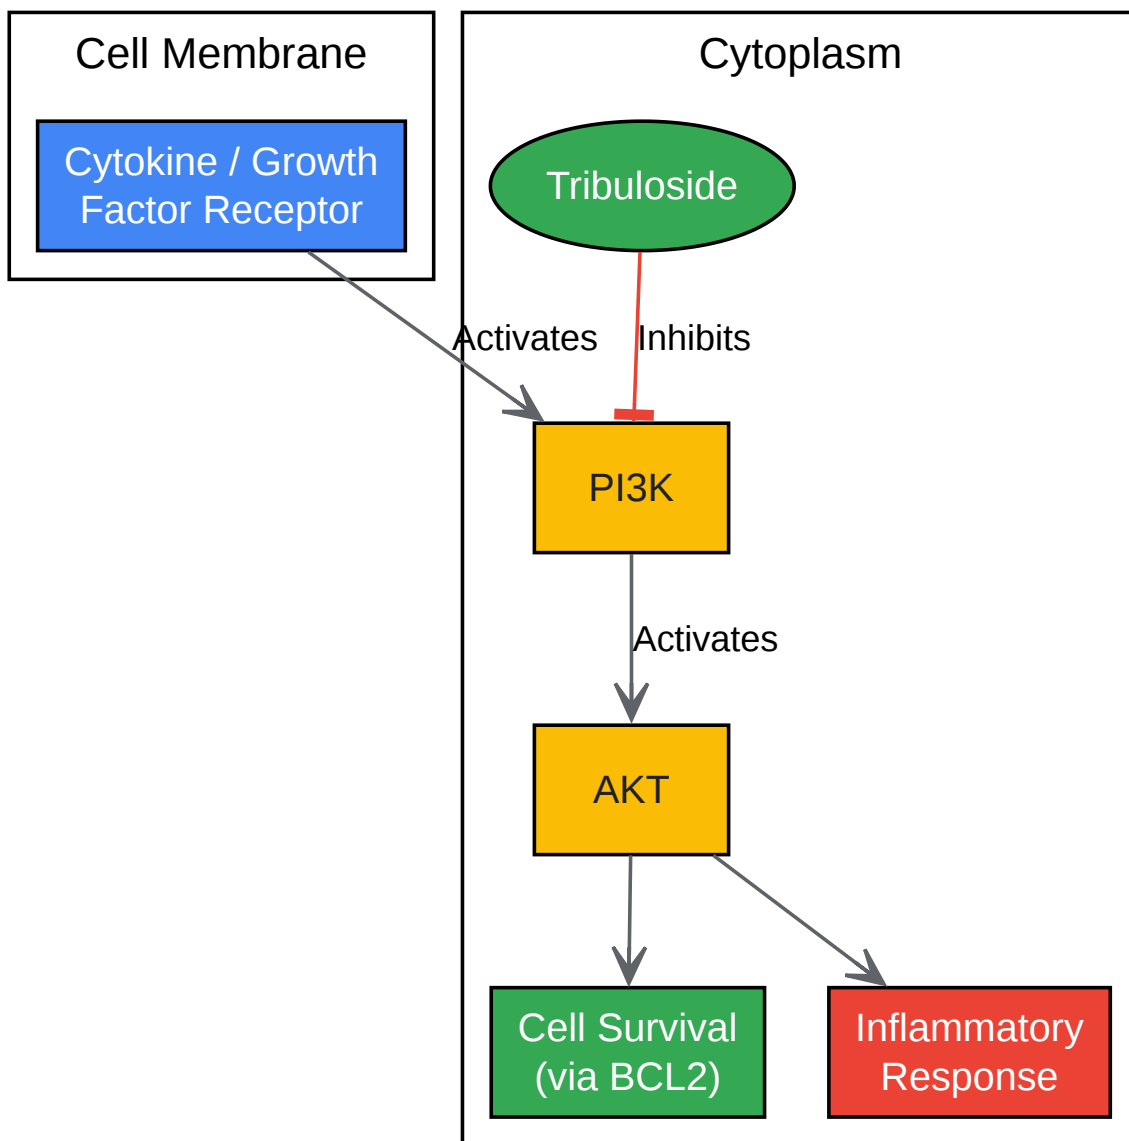 Cell Membrane
Cytoplasm
Cytokine / Growth
Factor Receptor
Tribuloside
Activates
Inhibits
PI3K
Activates
AKT
Cell Survival
(via BCL2)
Inflammatory
Response